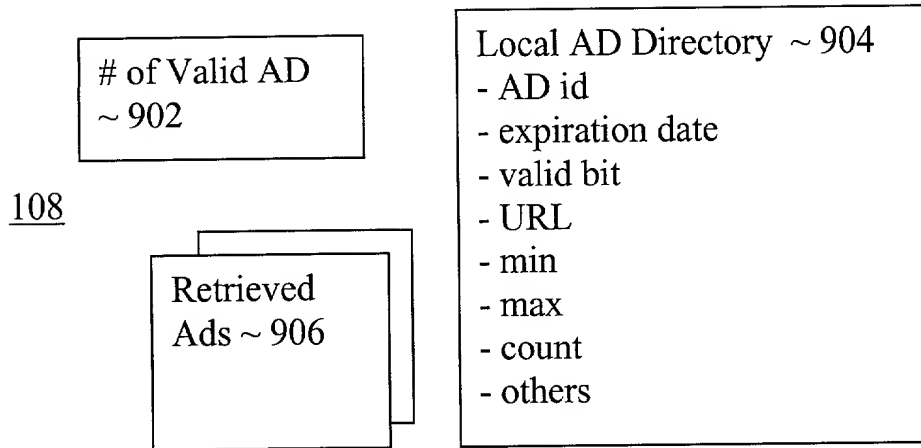 # of Valid AD
~ 902
108
Retrieved
Ads ~ 906
Local AD Directory ~ 904
- AD id
- expiration date
- valid bit
- URL
- min
- max
- count
- others